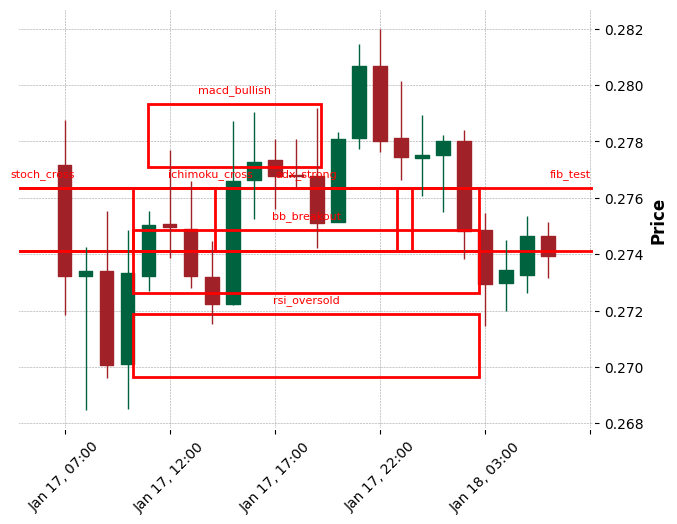 0.282
0.280
macd_bullish
0.278
stoch_cross
ichimoku_cross
adx_strong
fib_test
0.276
Price
bb_breakout
0.274
0.272
rsi_oversold
0.270
0.268
Jan 17, 07:00
Jan 17, 12:00
Jan 17, 17:00
Jan 17, 22:00
Jan 18, 03:00